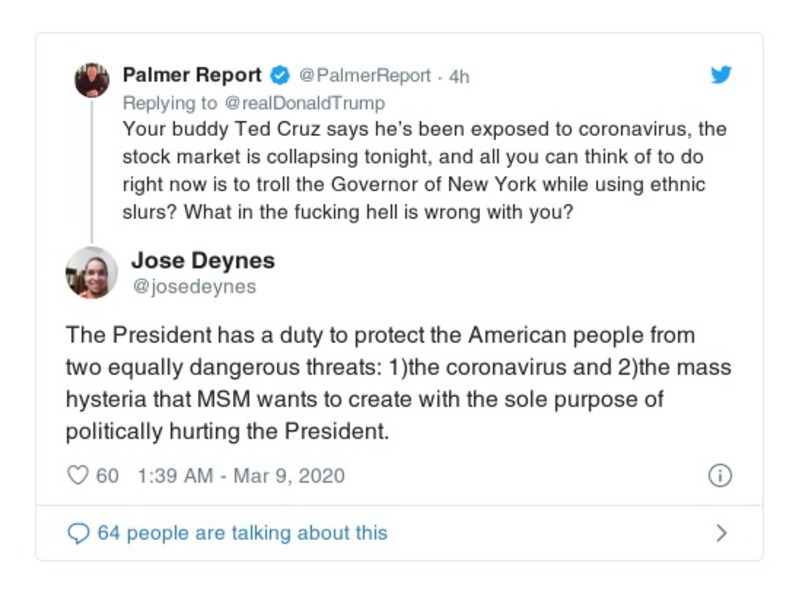 Palmer Report @PalmerReport · 4h
Replying to @realDonaldTrump
Your buddy Ted Cruz says he’s been exposed to coronavirus, the
stock market is collapsing tonight, and all you can think of to do
right now is to troll the Governor of New York while using ethnic
slurs? What in the fucking hell is wrong with you?
Jose Deynes
@josedeynes
The President has a duty to protect the American people from
two equally dangerous threats: 1)the coronavirus and 2)the mass
hysteria that MSM wants to create with the sole purpose of
politically hurting the President.
60 1:39 AM - Mar 9, 2020
64 people are talking about this